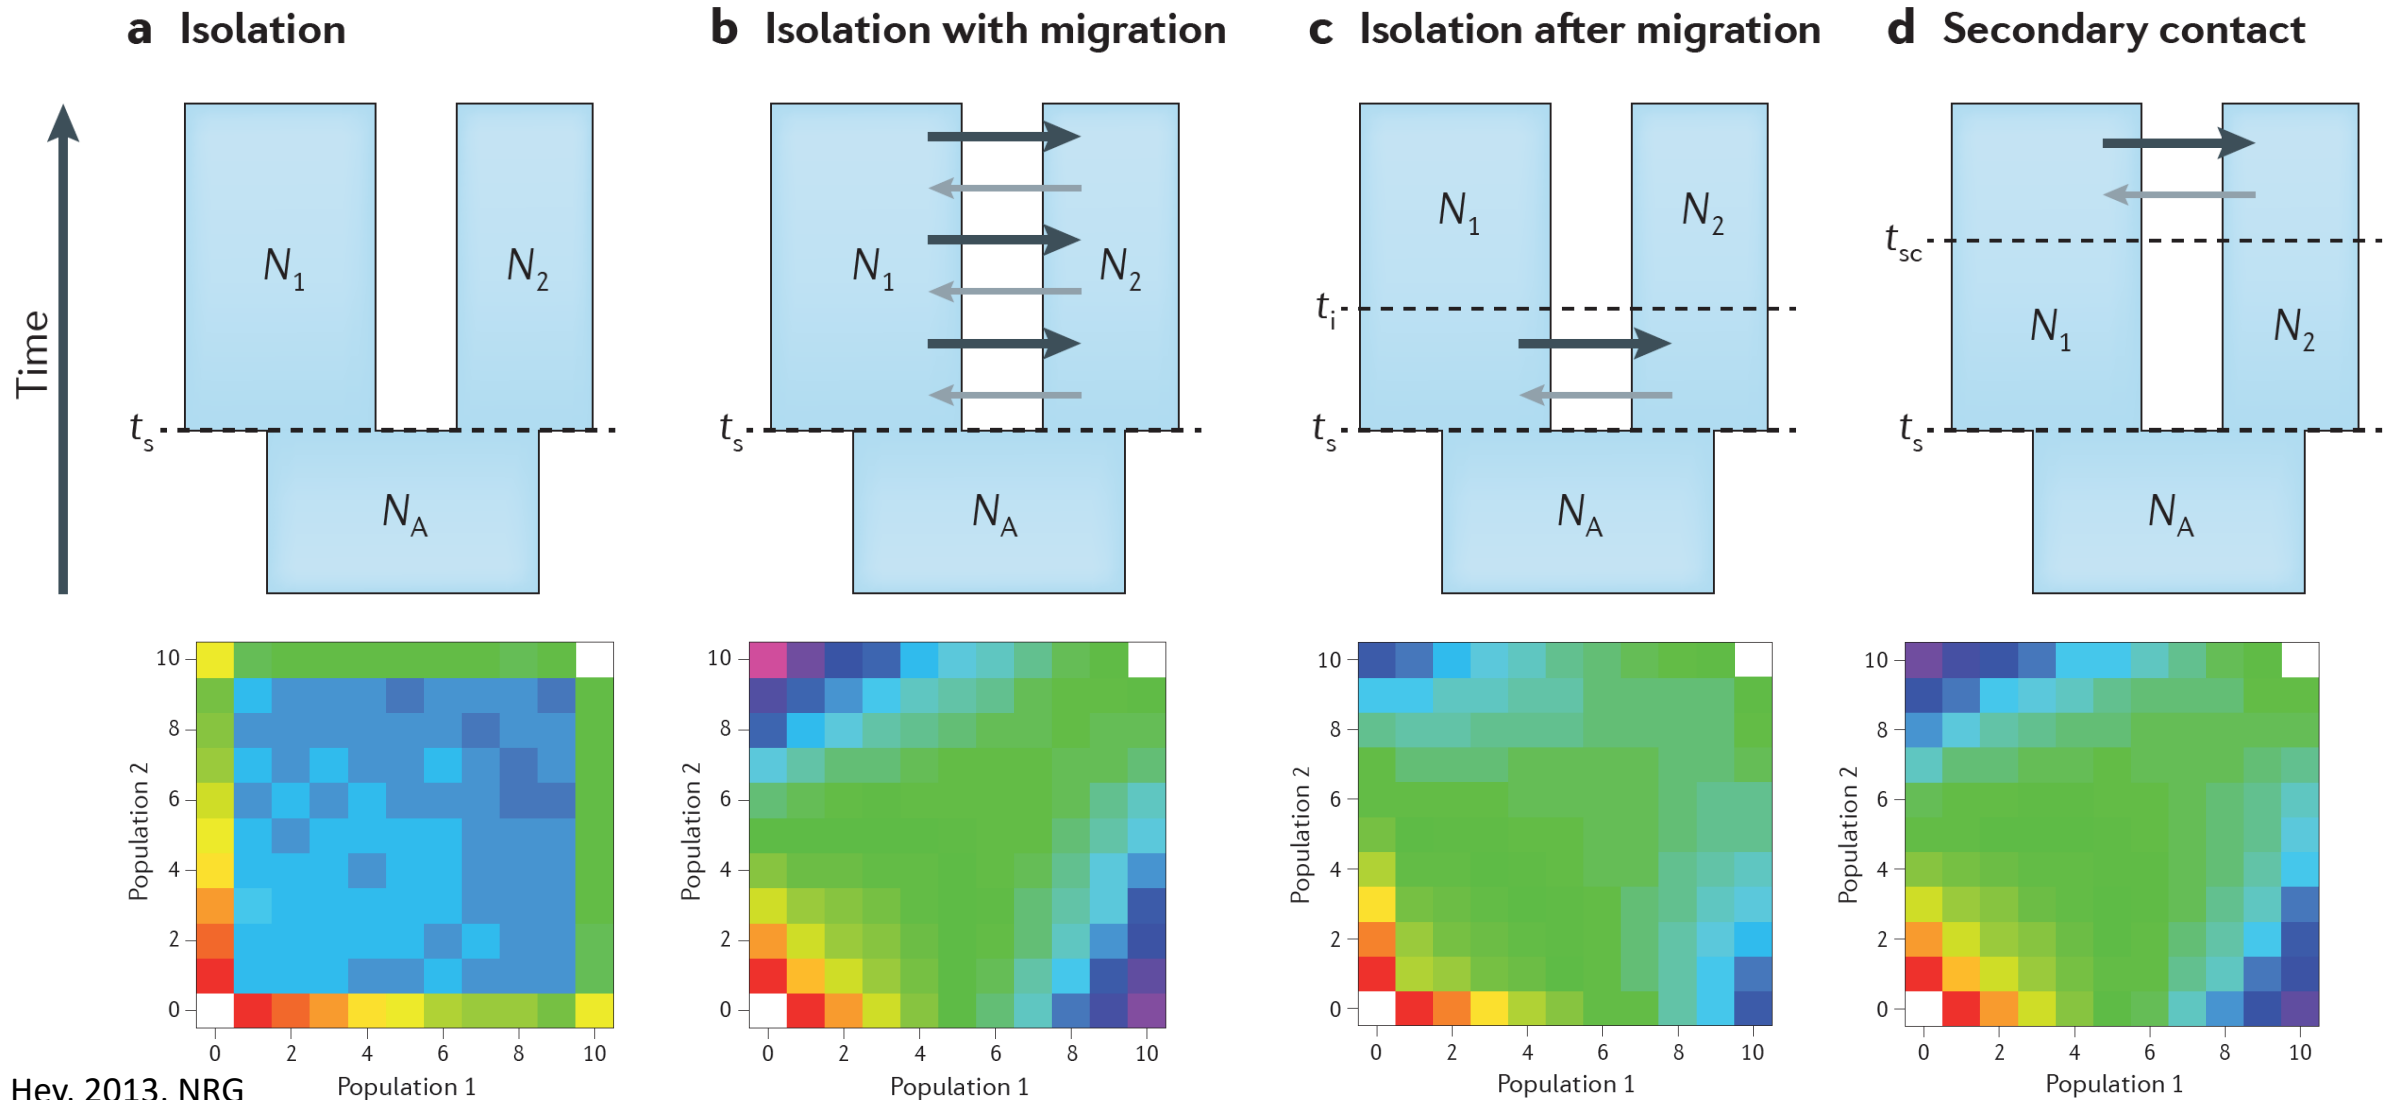 a Isolation
b Isolation with migration
c Isolation after migration
d Secondary contact
Time
N1
N2
ts
NA
N1
N2
ts
NA
N1
N2
ti
ts
NA
tsc
N1
N2
ts
NA
Population 2
10
8
6
4
2
0
0 2 4 6 8 10
Population 1
Population 2
10
8
6
4
2
0
0 2 4 6 8 10
Population 1
Population 2
10
8
6
4
2
0
0 2 4 6 8 10
Population 1
Population 2
10
8
6
4
2
0
0 2 4 6 8 10
Population 1
Hey, 2013, NRG